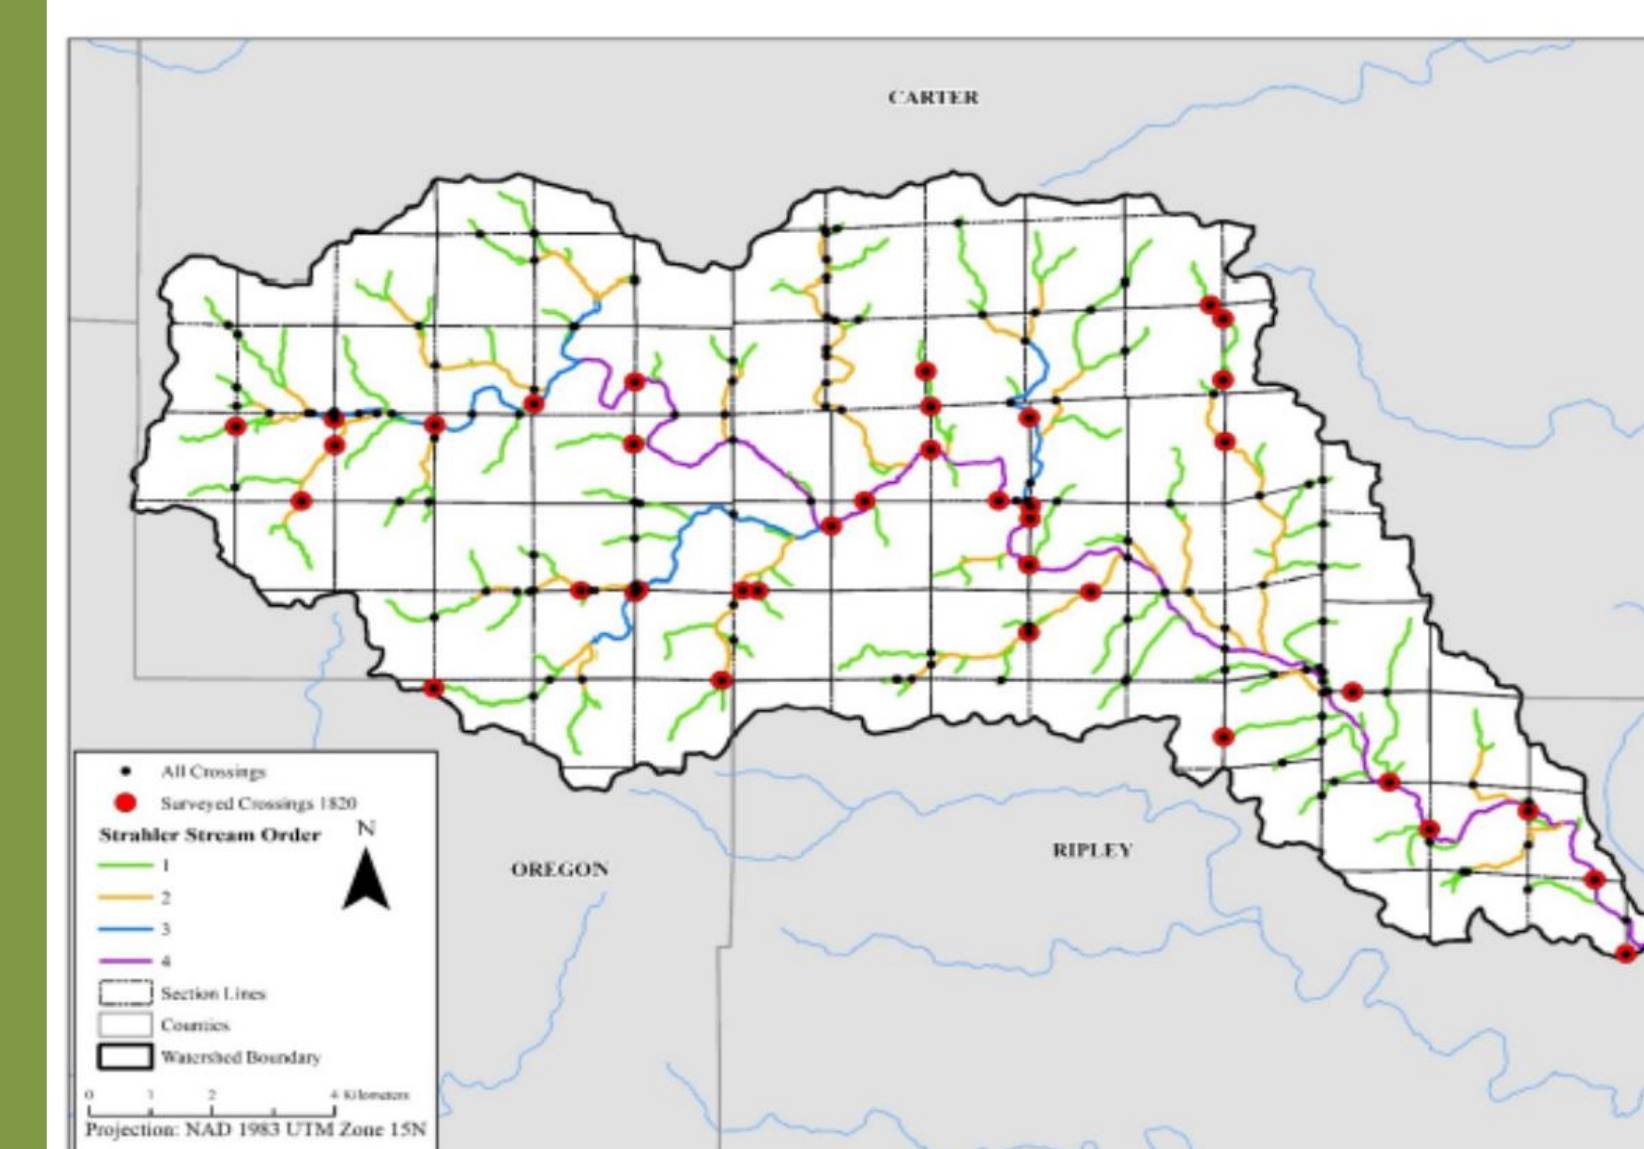 CARTER
All Crossings
Surveyed Crossings 1820
Strahler Stream Order
N
1
2
3
4
OREGON
RIPLEY
Section Lines
Counties
Watershed Boundary
0 1 2 4 Kilometers
Projection: NAD 1983 UTM Zone 15N